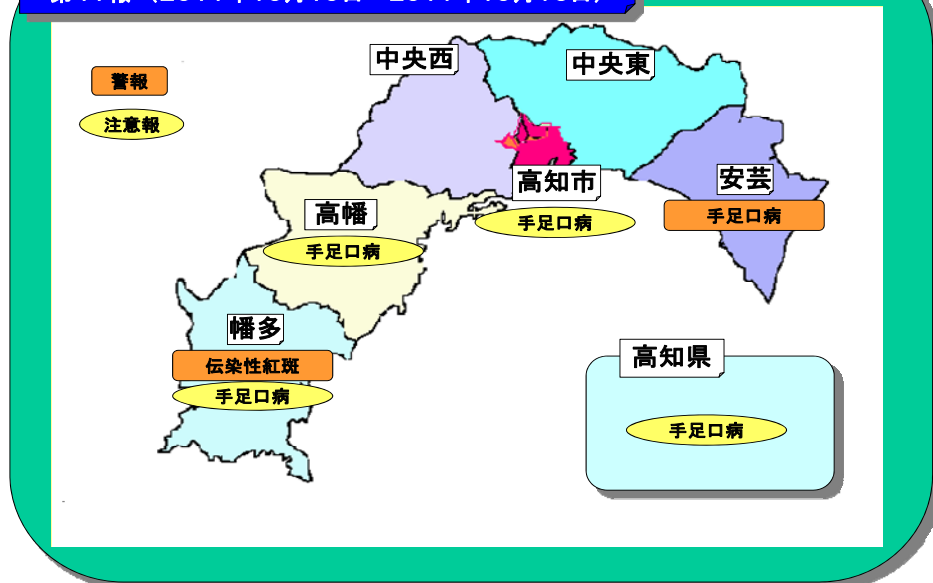 警報
注意報
中央西
中央東
高知市
手足口病
安芸
手足口病
高幡
手足口病
幡多
伝染性紅斑
手足口病
高知県
手足口病